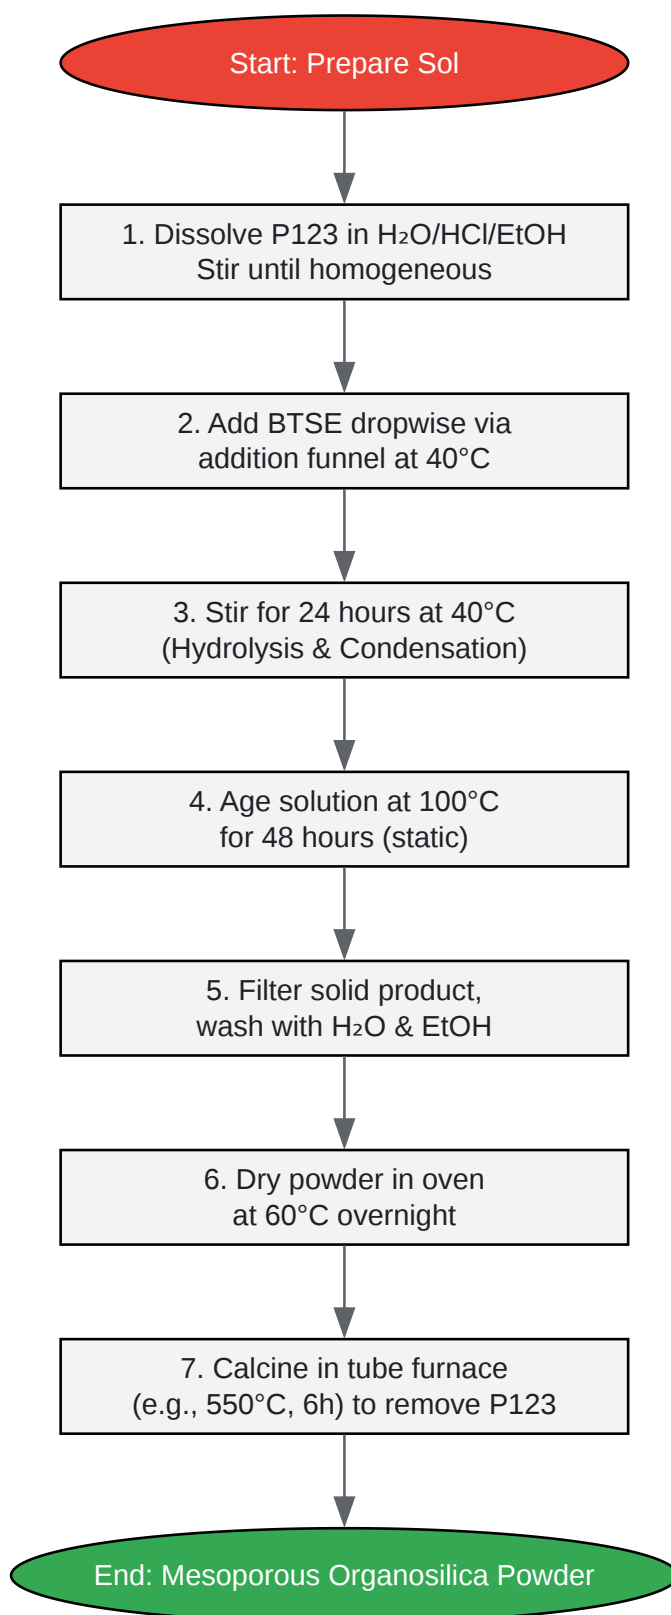 Start: Prepare Sol
1. Dissolve P123 in H₂O/HCl/EtOH
Stir until homogeneous
2. Add BTSE dropwise via
addition funnel at 40°C
3. Stir for 24 hours at 40°C
(Hydrolysis & Condensation)
4. Age solution at 100°C
for 48 hours (static)
5. Filter solid product,
wash with H₂O & EtOH
6. Dry powder in oven
at 60°C overnight
7. Calcine in tube furnace
(e.g., 550°C, 6h) to remove P123
End: Mesoporous Organosilica Powder